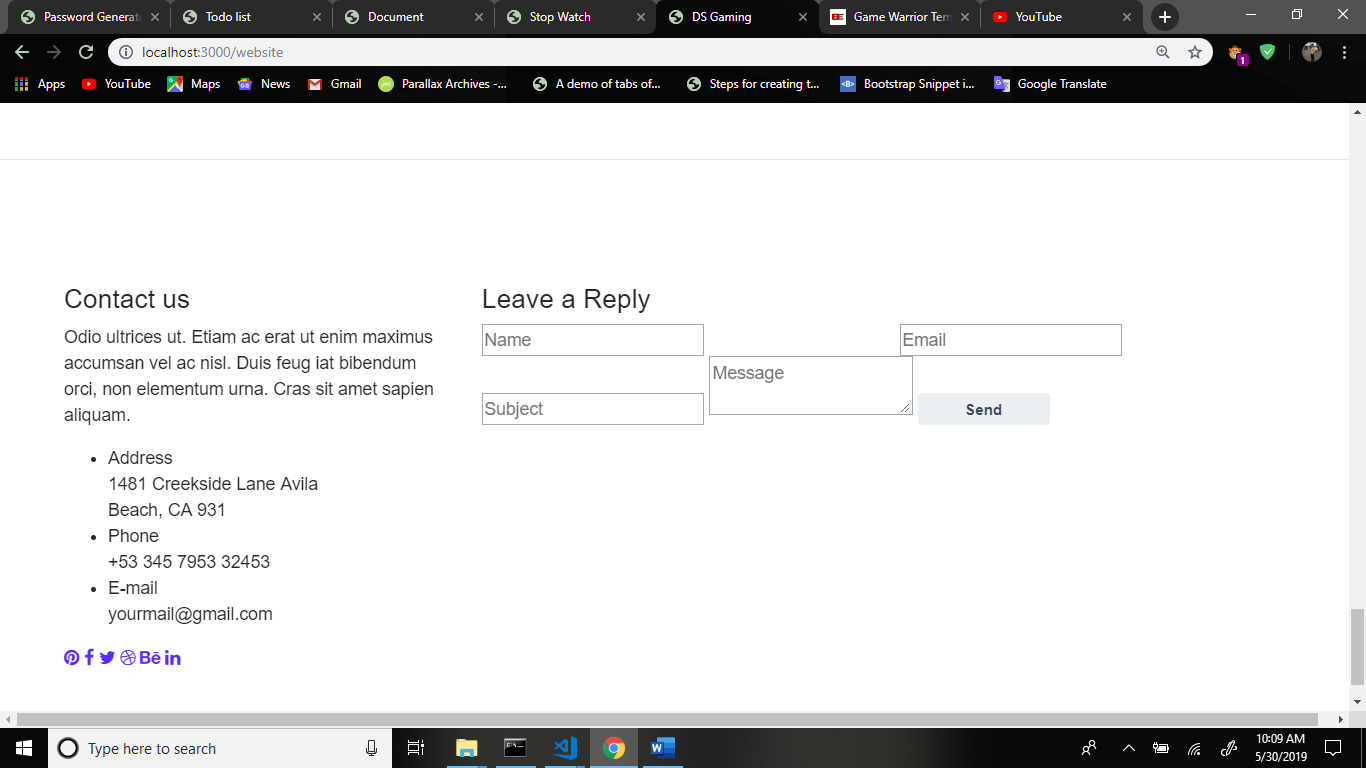 Password Generat
Todo list
Document
Stop Watch
DS Gaming
Game Warrior Tem
YouTube
localhost:3000/website
1
Apps
YouTube
Maps
News
Gmail
Parallax Archives -...
A demo of tabs of...
Steps for creating t...
Bootstrap Snippet i...
Google Translate
Contact us
Odio ultrices ut. Etiam ac erat ut enim maximus
accumsan vel ac nisl. Duis feug iat bibendum
orci, non elementum urna. Cras sit amet sapien
aliquam.
Address
1481 Creekside Lane Avila
Beach, CA 931
Phone
+53 345 7953 32453
E-mail
yourmail@gmail.com
Leave a Reply
Name
Email
Message
Subject
Send
Type here to search
10:09 AM
5/30/2019